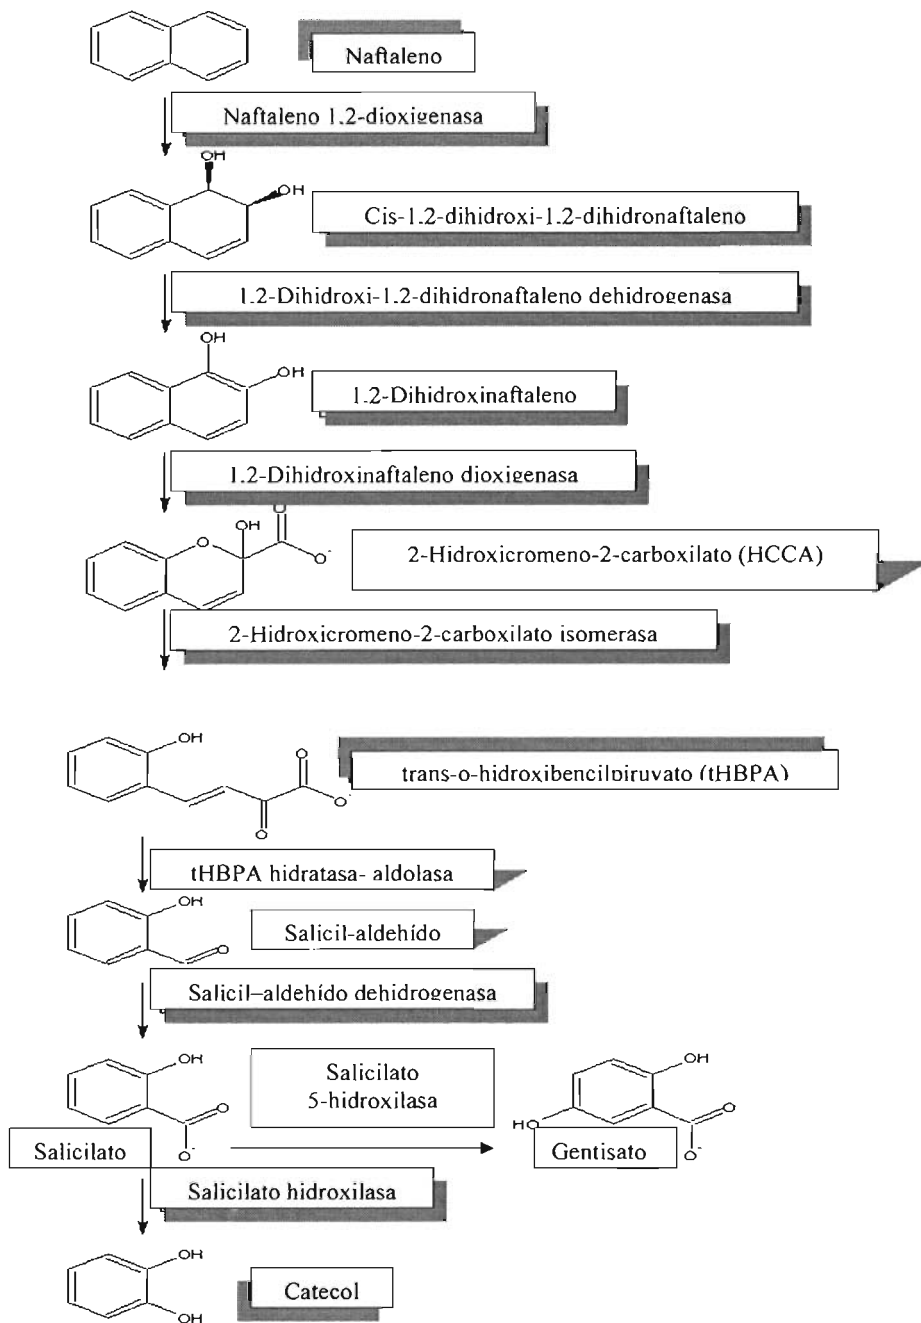 Naftaleno
Naftaleno 1,2-dioxigenasa
OH
OH
Cis-1,2-dihidroxi-1,2-dihidronaftaleno
1,2-Dihidroxi-1,2-dihidronaftaleno dehidrogenasa
OH
OH
1,2-Dihidroxinaftaleno
1,2-Dihidroxinaftaleno dioxigenasa
O
OH
O
O-
2-Hidroxicromeno-2-carboxilato (HCCA)
2-Hidroxicromeno-2-carboxilato isomerasa
OH
O
O-
O
trans-o-hidroxibencilpiruvato (tHBPA)
tHBPA hidratasa- aldolasa
OH
O
Salicil-aldehído
Salicil–aldehído dehidrogenasa
OH
O
O-
Salicilato
5-hidroxilasa
OH
HO
O
O-
Salicilato
Gentisato
Salicilato hidroxilasa
OH
OH
Catecol